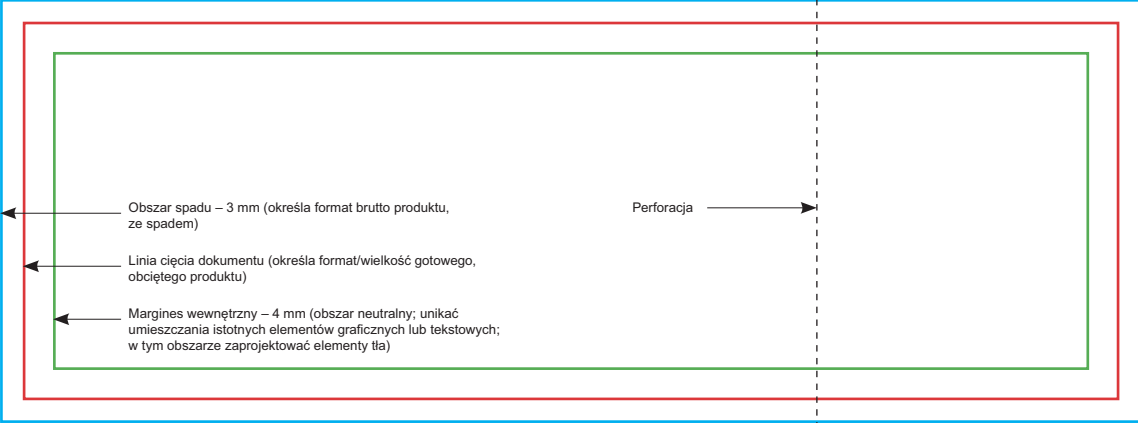 Obszar spadu – 3 mm (określa format brutto produktu,
ze spadem)
Perforacja
Linia cięcia dokumentu (określa format/wielkość gotowego,
obciętego produktu)
Margines wewnętrzny – 4 mm (obszar neutralny; unikać
umieszczania istotnych elementów graficznych lub tekstowych;
w tym obszarze zaprojektować elementy tła)